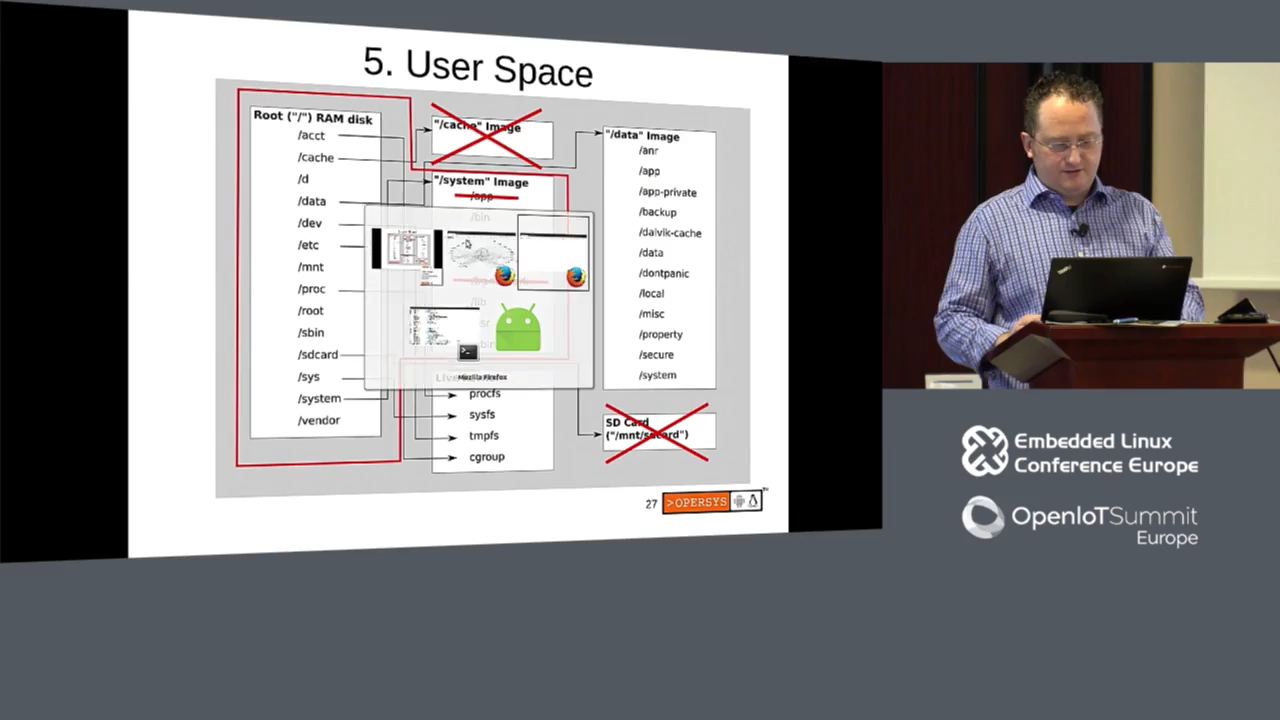 5. User Space
Root ("/") RAM disk
/acct
/cache
/d
/data
/dev
/etc
/mnt
/proc
/root
/sbin
/sdcard
/sys
/system
/vendor
"/cache" Image
"/system" Image
/app
/bin
/lib
Mozilla Firefox
procfs
sysfs
tmpfs
cgroup
"/data" Image
/anr
/app
/app-private
/backup
/dalvik-cache
/data
/dontpanic
/local
/misc
/property
/secure
/system
SD Card
("/mnt/sdcard")
27
>OPERSYS
Embedded Linux
Conference Europe
OpenIoTSummit
Europe